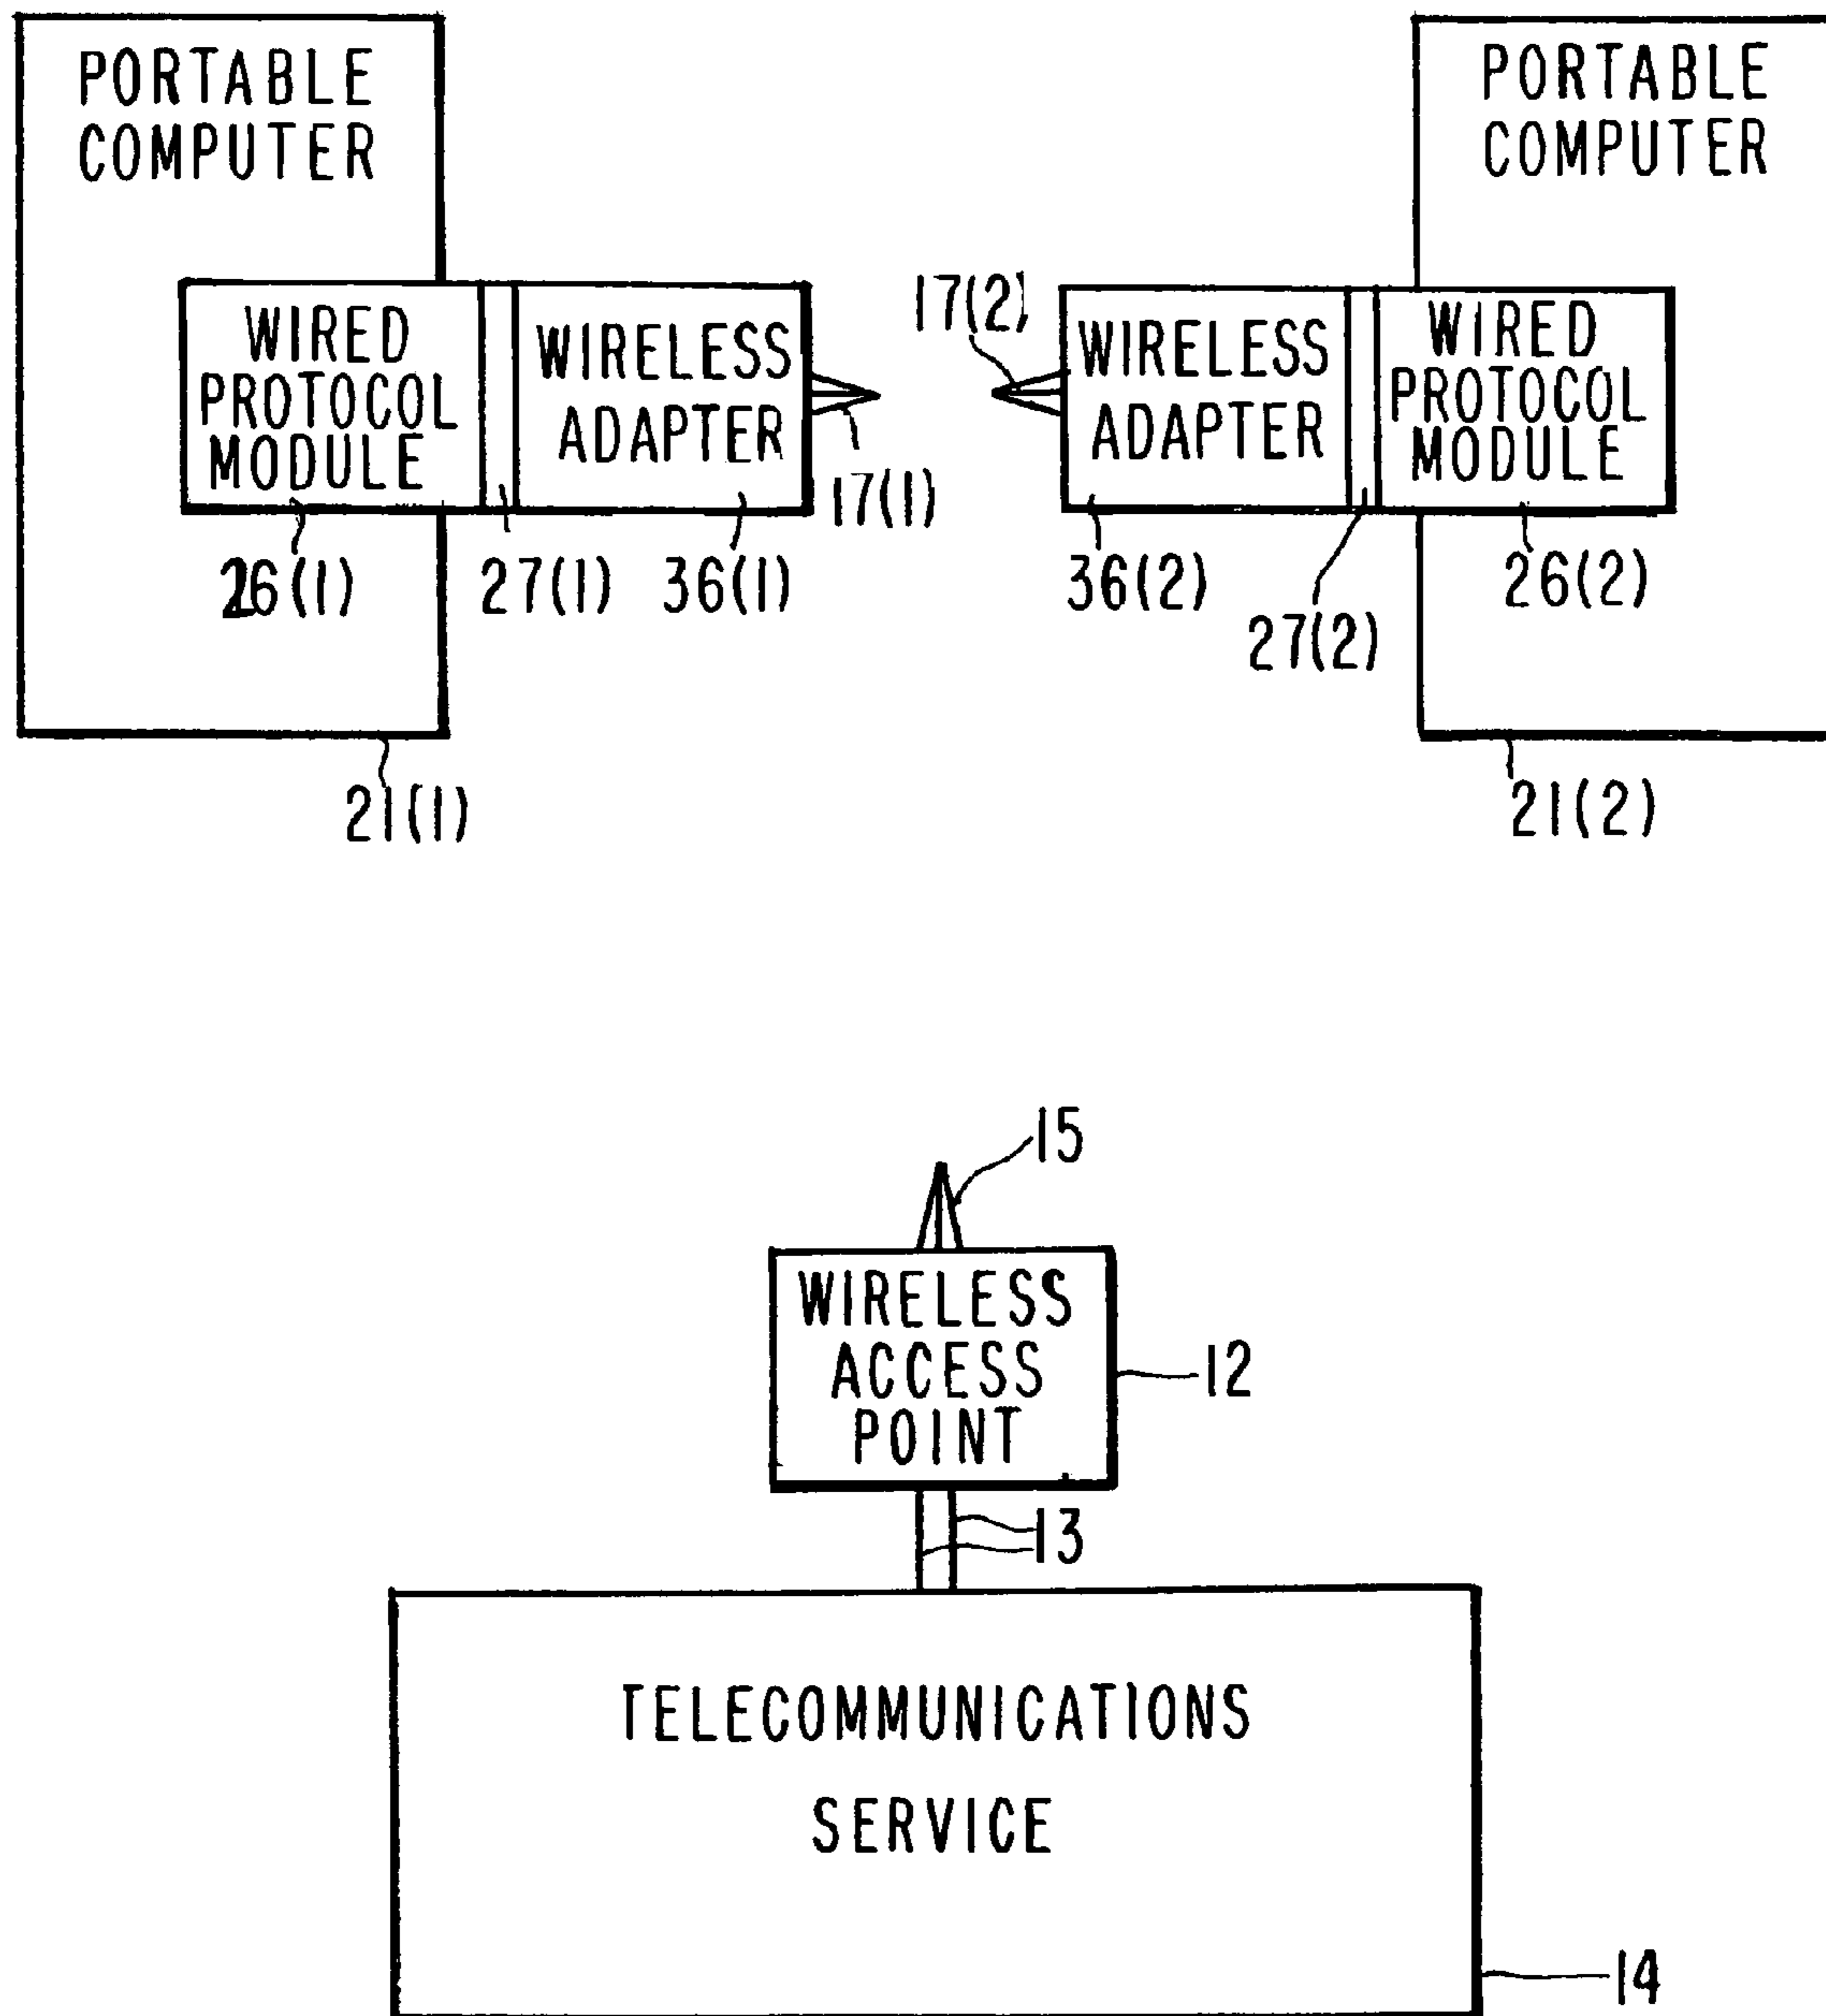 PORTABLE
COMPUTER
PORTABLE
COMPUTER
WIRED
PROTOCOL
MODULE
WIRELESS
ADAPTER
17(2)
17(1)
WIRELESS
ADAPTER
WIRED
PROTOCOL
MODULE
26(1)
27(1)
36(1)
36(2)
27(2)
26(2)
21(1)
21(2)
15
WIRELESS
ACCESS
POINT
12
13
TELECOMMUNICATIONS
SERVICE
14